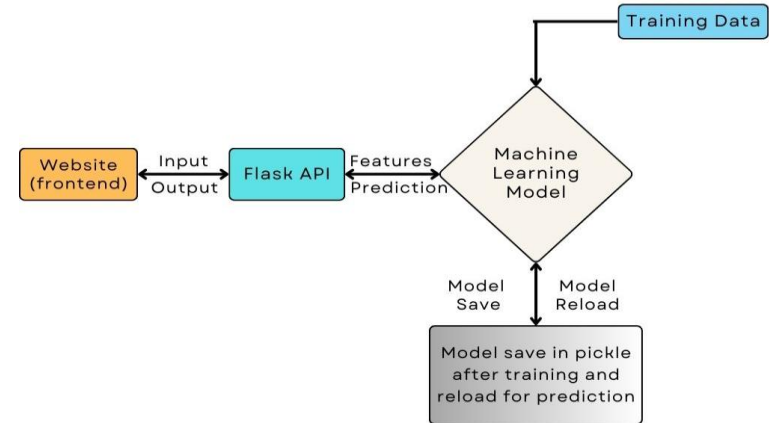 Training Data
Website
(frontend)
Input
Output
Flask API
Features
Prediction
Machine
Learning
Model
Model
Save
Model
Reload
Model save in pickle
after training and
reload for prediction